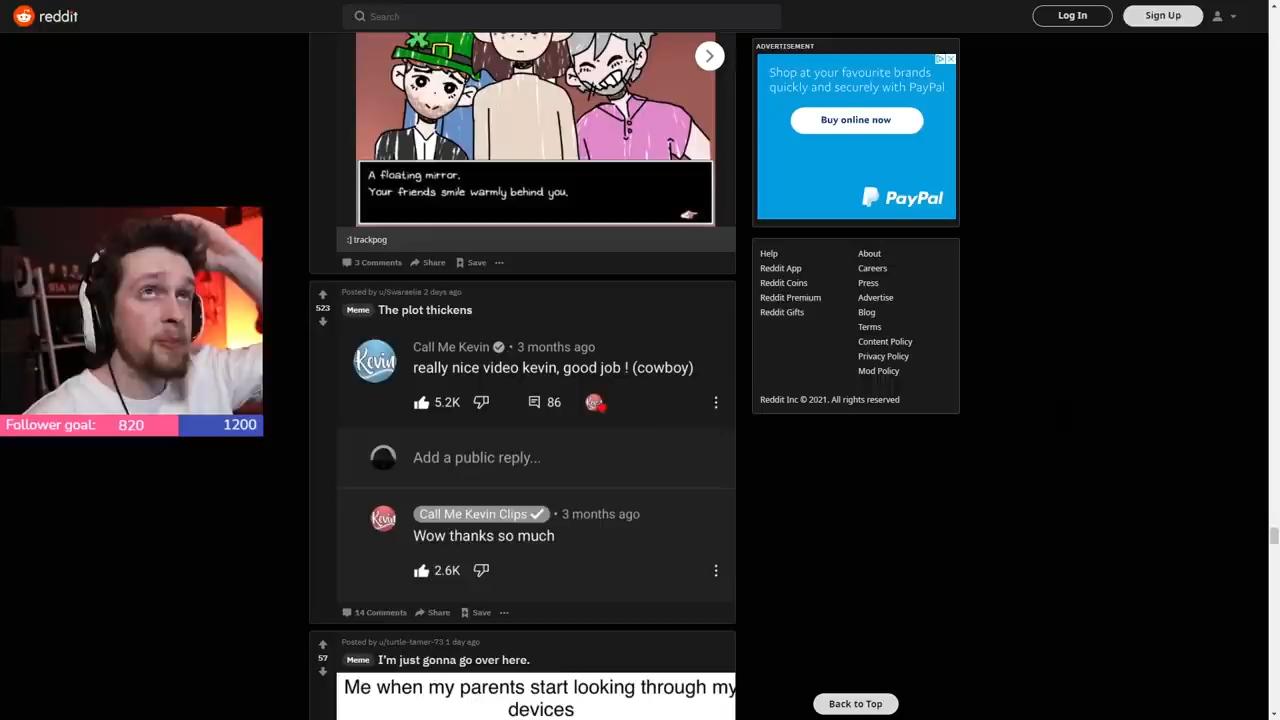 reddit
Search
Log In
Sign Up
ADVERTISEMENT
Shop at your favourite brands
quickly and securely with PayPal
Buy online now
PayPal
A floating mirror.
Your friends smile warmly behind you.
:] trackpog
3 Comments
Share
Save
Help
About
Reddit App
Careers
Reddit Coins
Press
Reddit Premium
Advertise
Reddit Gifts
Blog
Terms
Content Policy
Privacy Policy
Mod Policy
Reddit Inc © 2021. All rights reserved
Follower goal: 820 1200
523
Posted by u/Swaraelia 2 days ago
Meme The plot thickens
Kevin
Call Me Kevin • 3 months ago
really nice video kevin, good job ! (cowboy)
5.2K
86
Add a public reply...
Kevin
Call Me Kevin Clips • 3 months ago
Wow thanks so much
2.6K
14 Comments
Share
Save
57
Posted by u/turtle-tamer-73 1 day ago
Meme I'm just gonna go over here.
Me when my parents start looking through my
devices
Back to Top